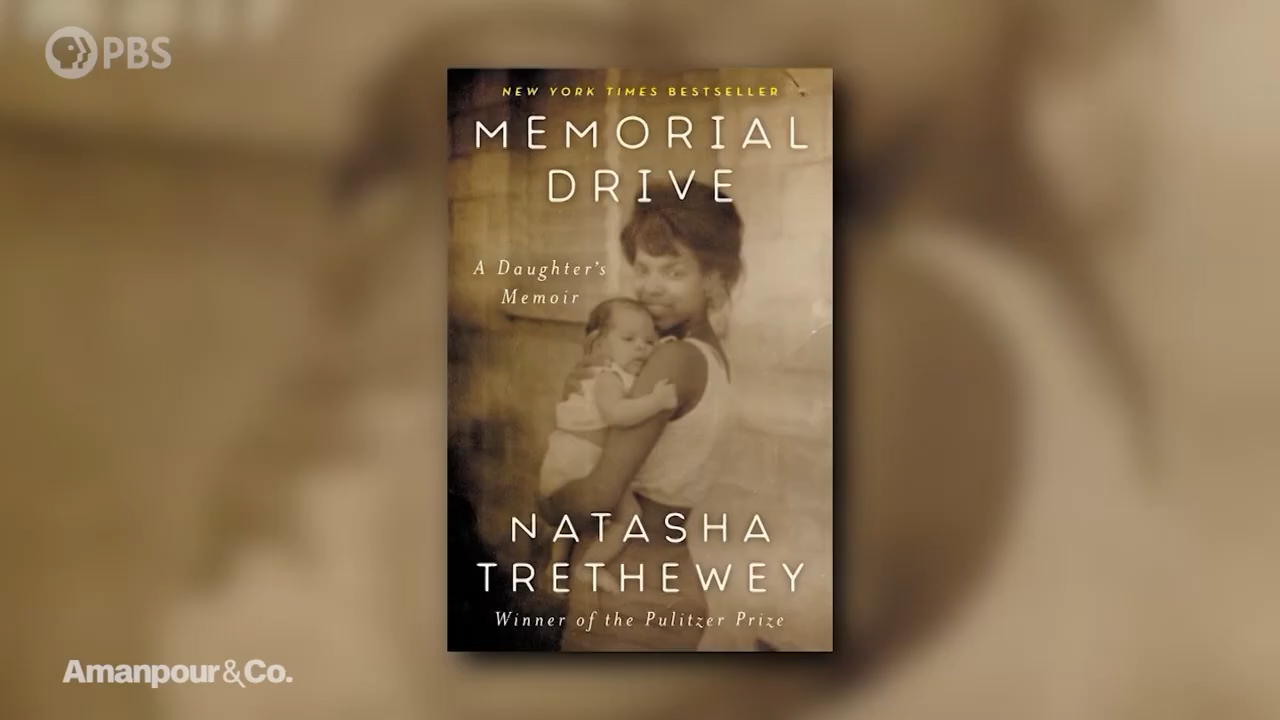 PBS
NEW YORK TIMES BESTSELLER
MEMORIAL
DRIVE
A Daughter's
Memoir
NATASHA
TRETHEWEY
Winner of the Pulitzer Prize
Amanpour&Co.